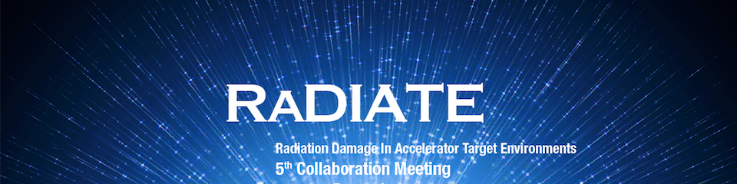 RaDIATE
Radiation Damage In Accelerator Target Environments
5th Collaboration Meeting